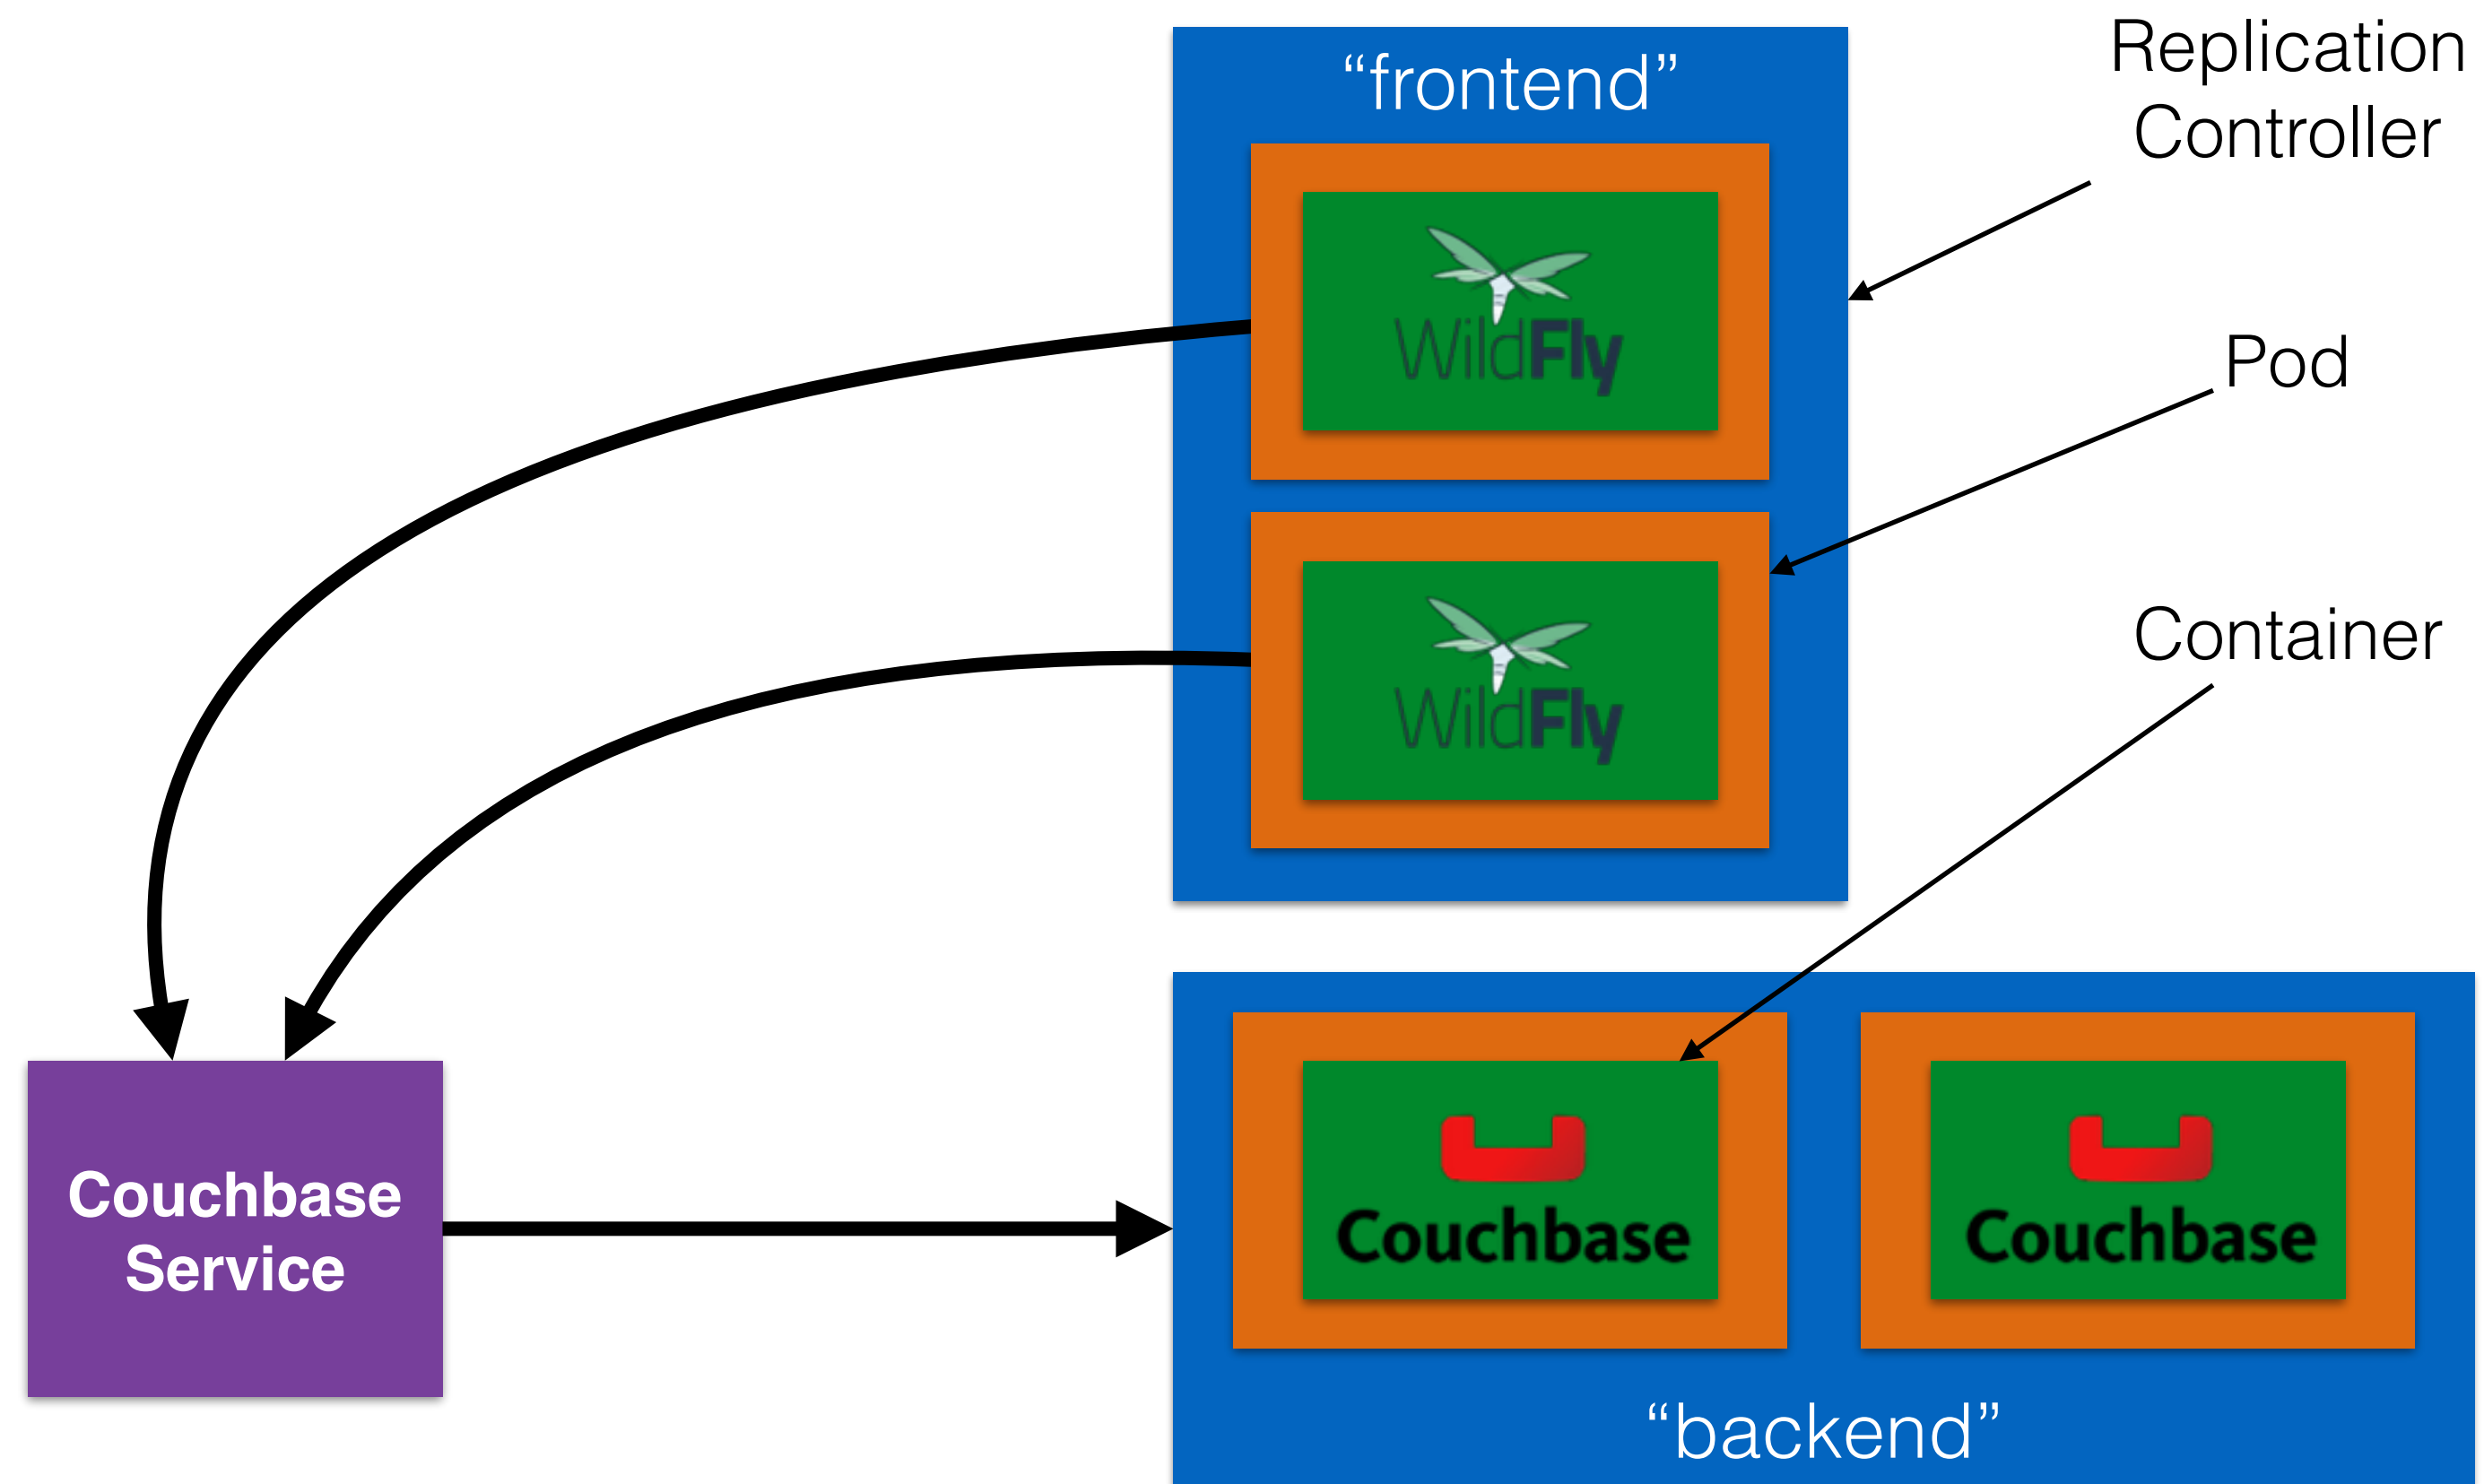 “frontend”
Replication
Controller
WildFly
Pod
WildFly
Container
Couchbase
Service
Couchbase
Couchbase
“backend”